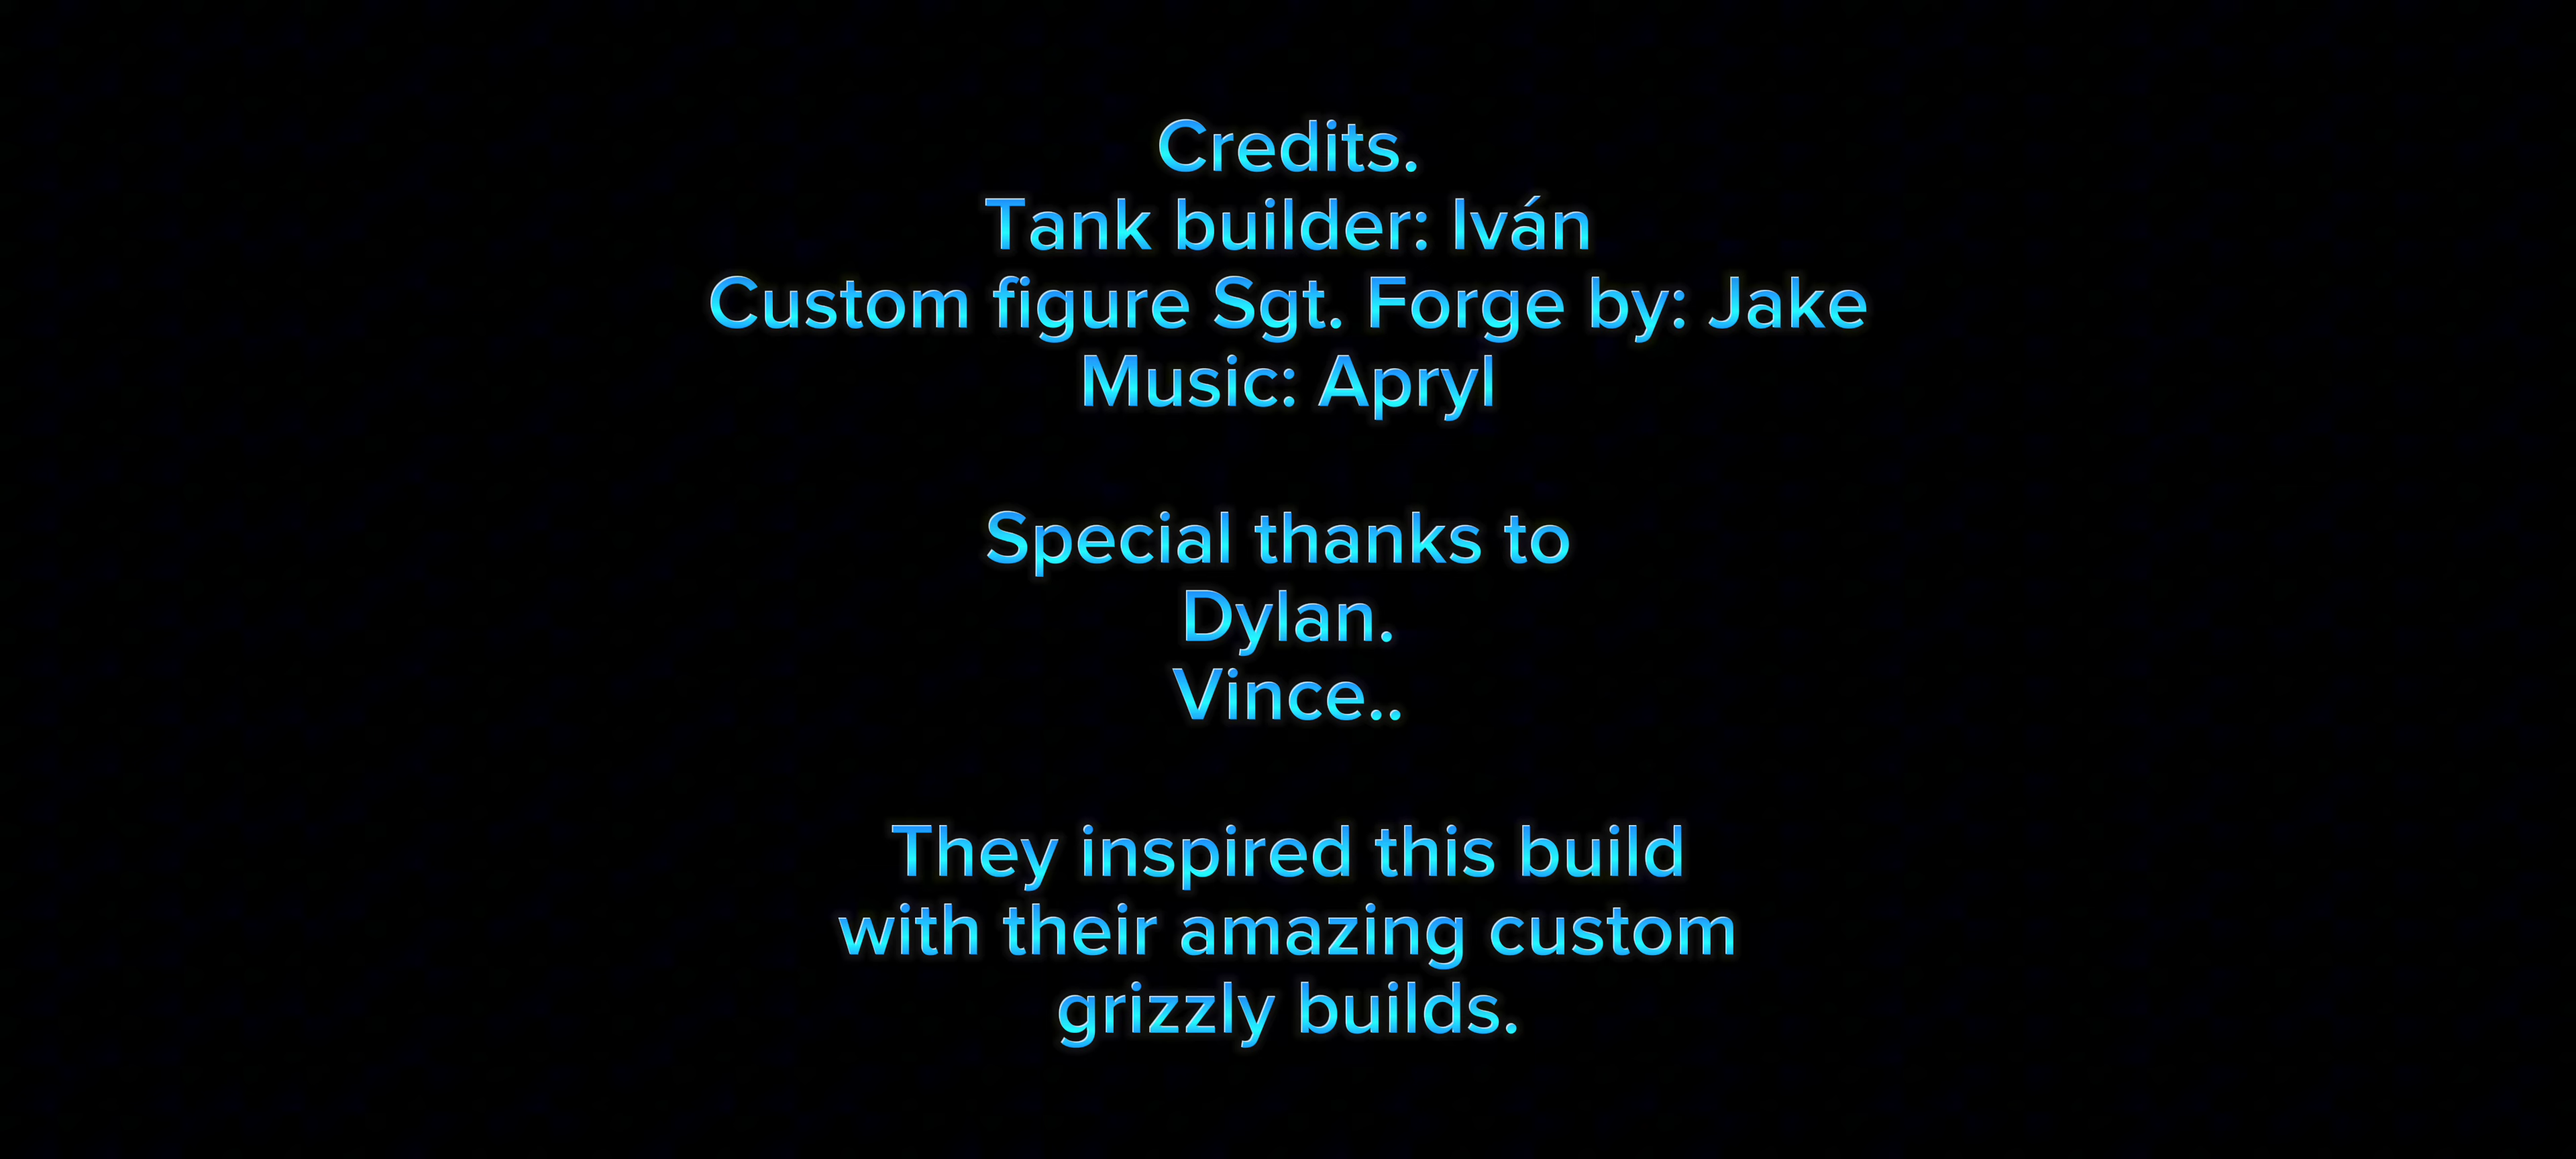 Credits.
Tank builder: Iván
Custom figure Sgt. Forge by: Jake
Music: Apryl
Special thanks to
Dylan.
Vince..
They inspired this build
with their amazing custom
grizzly builds.